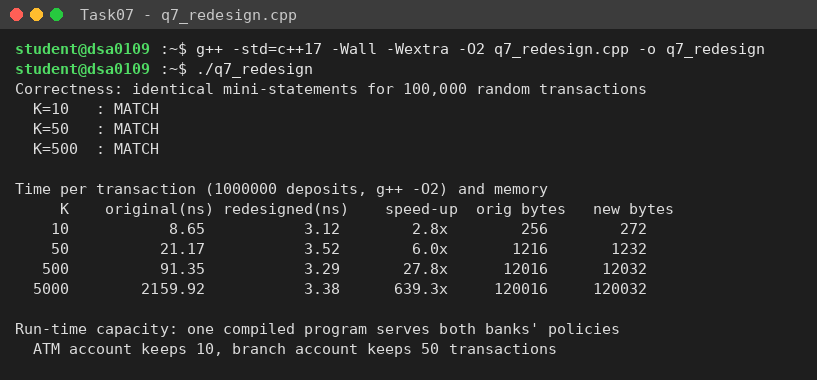 Task07 - q7_redesign.cpp
student@dsa0109 :~$ g++ -std=c++17 -Wall -Wextra -O2 q7_redesign.cpp -o q7_redesign
student@dsa0109 :~$ ./q7_redesign
Correctness: identical mini-statements for 100,000 random transactions
  K=10   : MATCH
  K=50   : MATCH
  K=500  : MATCH
Time per transaction (1000000 deposits, g++ -O2) and memory
     K    original(ns) redesigned(ns)    speed-up  orig bytes   new bytes
    10           8.65           3.12        2.8x         256        272
    50          21.17           3.52        6.0x        1216       1232
   500          91.35           3.29       27.8x       12016      12032
  5000        2159.92           3.38      639.3x      120016     120032
Run-time capacity: one compiled program serves both banks' policies
  ATM account keeps 10, branch account keeps 50 transactions